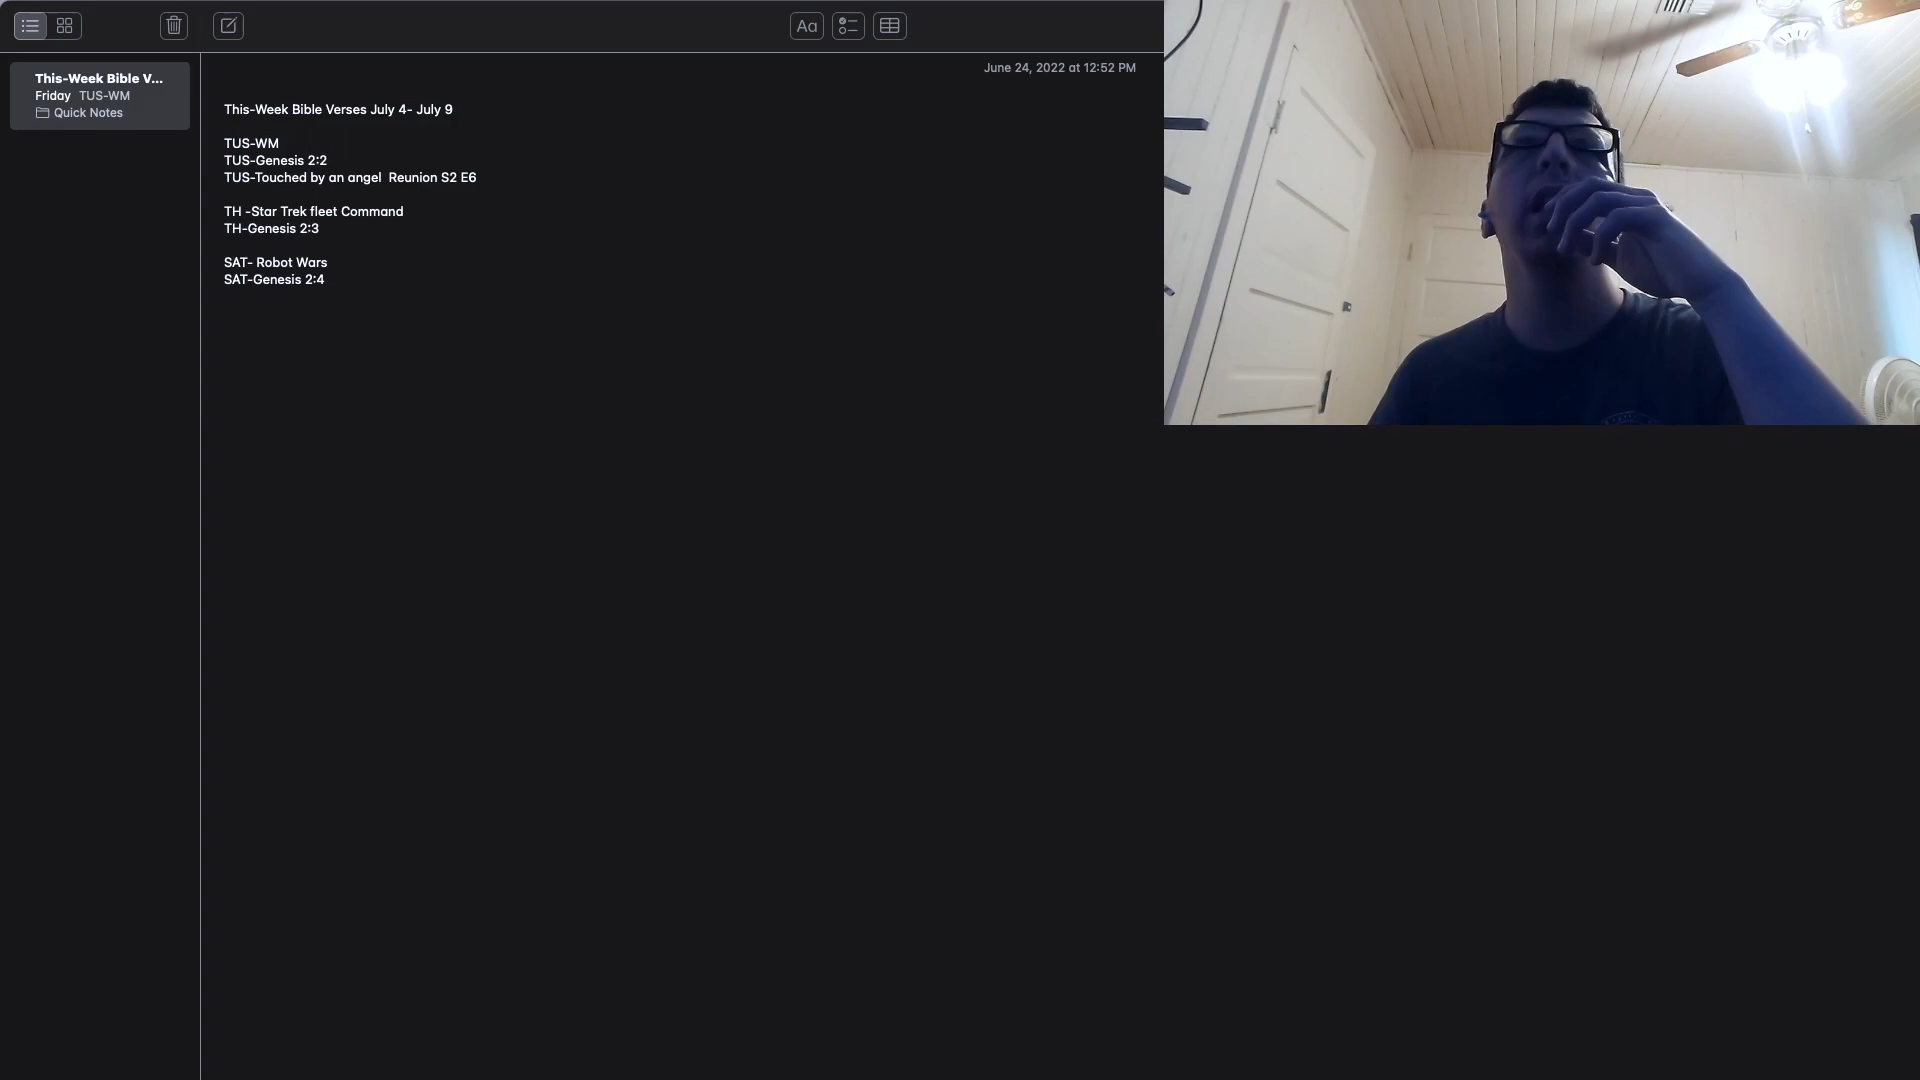 This-Week Bible V...
Friday TUS-WM
Quick Notes
Aa
June 24, 2022 at 12:52 PM
This-Week Bible Verses July 4- July 9
TUS-WM
TUS-Genesis 2:2
TUS-Touched by an angel  Reunion S2 E6
TH -Star Trek fleet Command
TH-Genesis 2:3
SAT- Robot Wars
SAT-Genesis 2:4